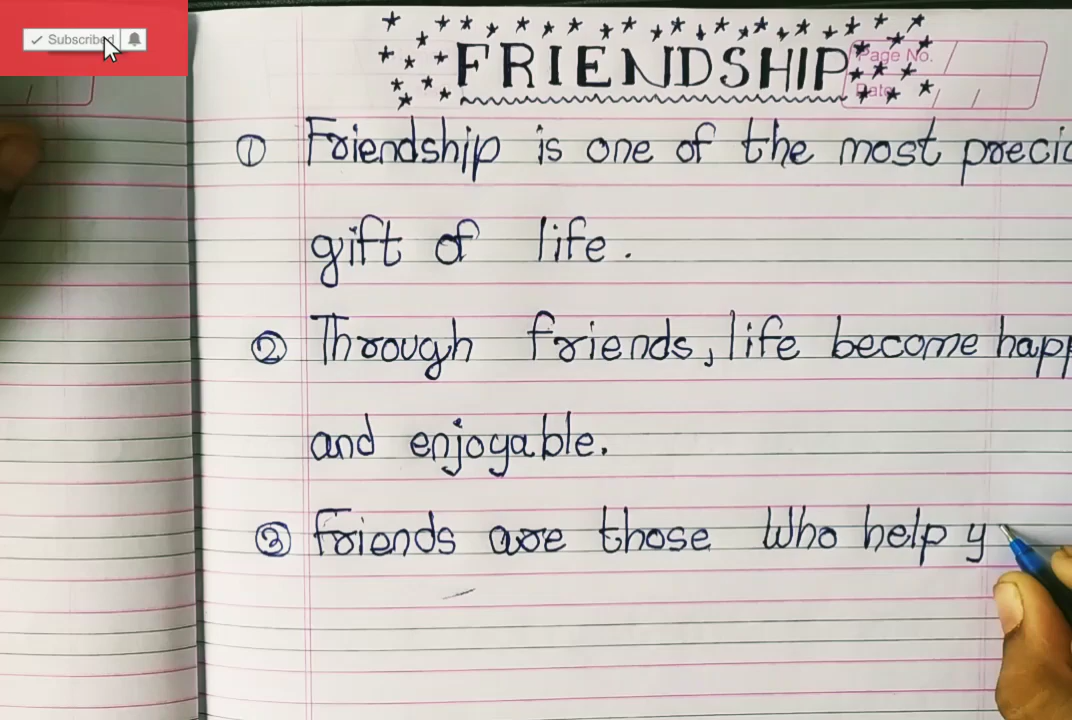 Subscribed
FRIENDSHIP
Page No.
Date
① Friendship is one of the most precio
gift of life.
② Through friends, life become happ
and enjoyable.
③ Friends are those who help y